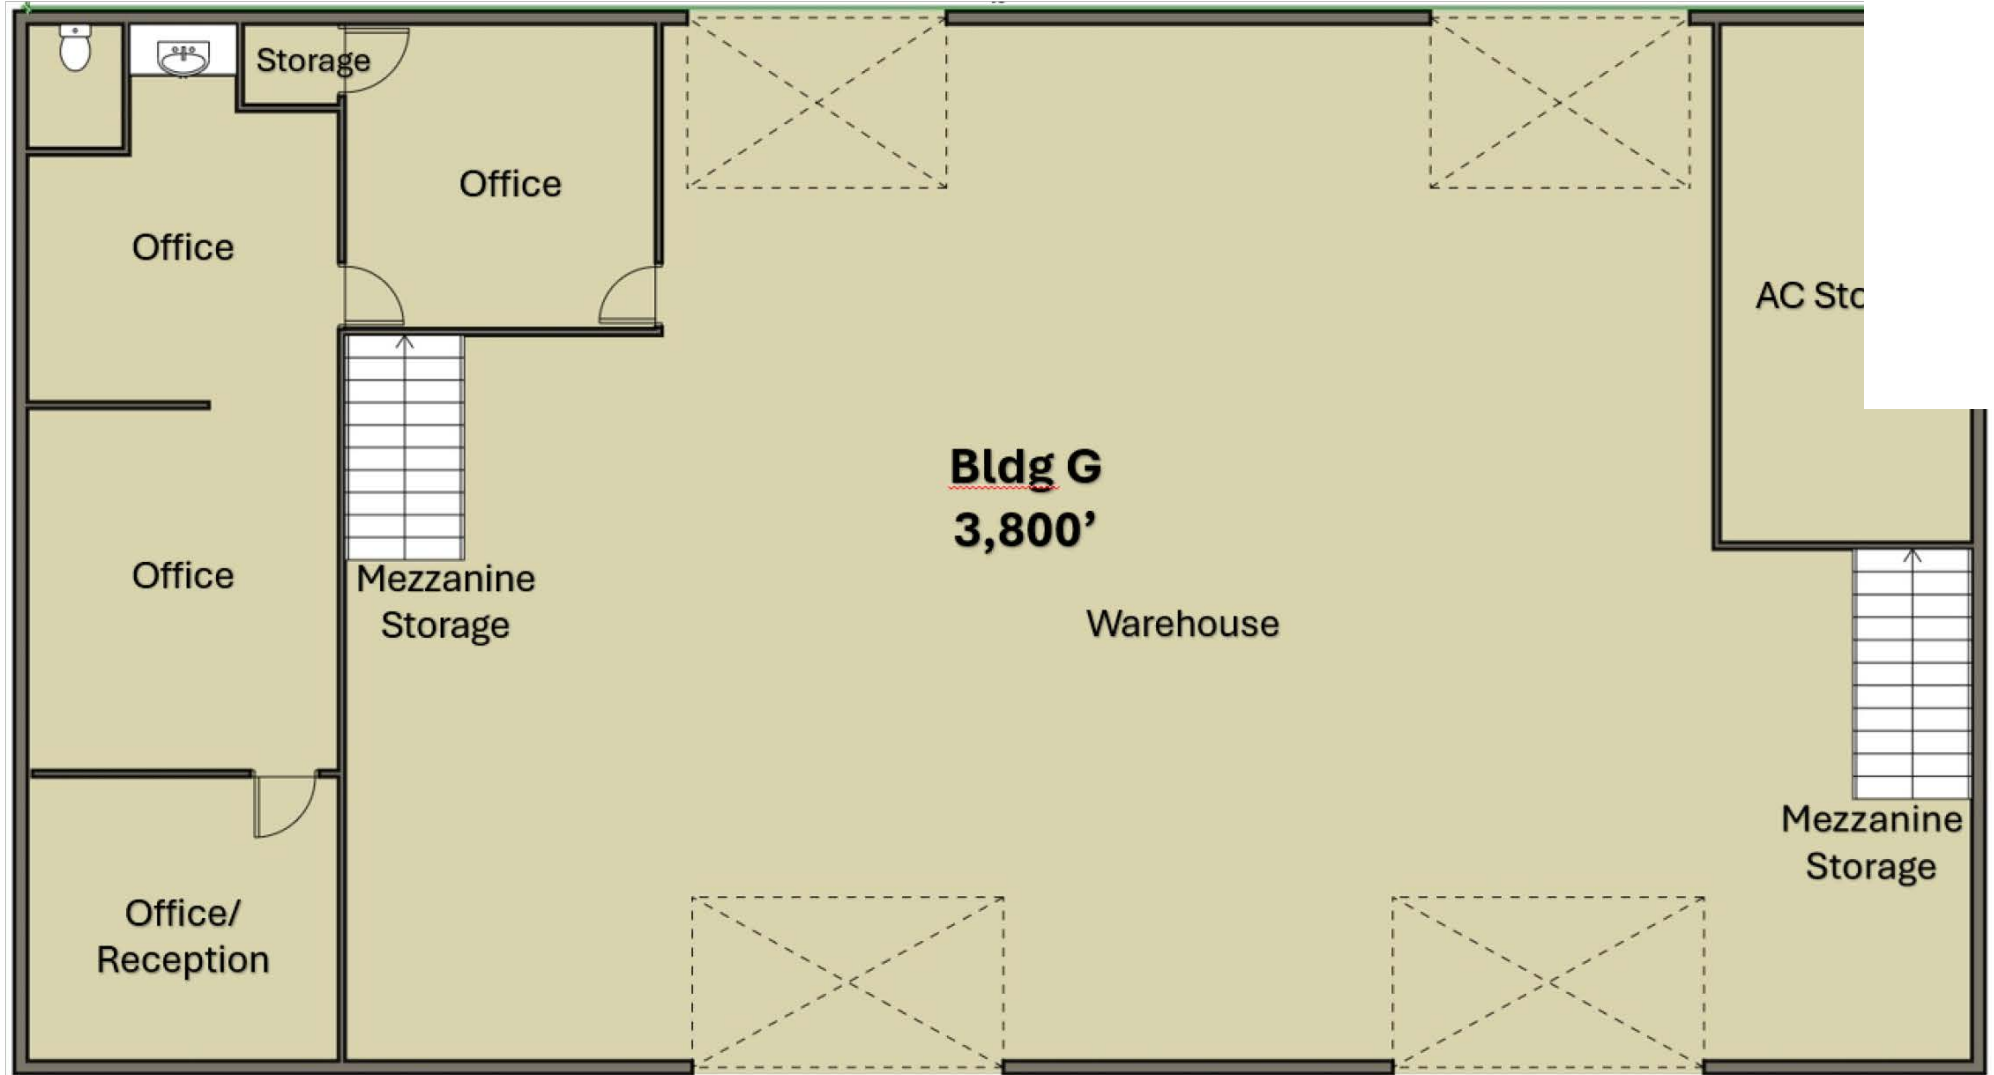 Storage
Office
Office
AC Sto
Bldg G
3,800’
Office
Mezzanine
Storage
Warehouse
Mezzanine
Storage
Office/
Reception